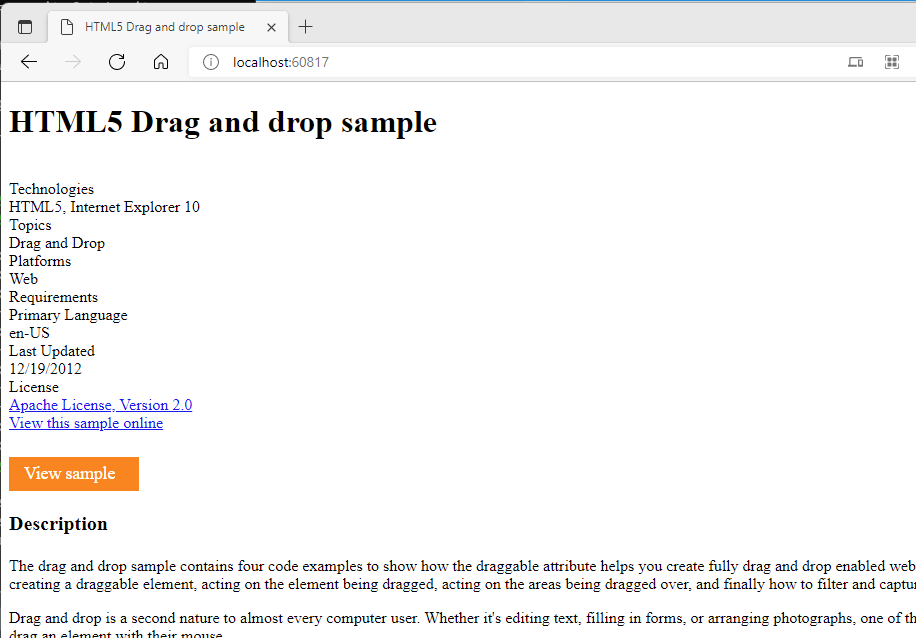 HTML5 Drag and drop sample
localhost:60817
HTML5 Drag and drop sample
Technologies
HTML5, Internet Explorer 10
Topics
Drag and Drop
Platforms
Web
Requirements
Primary Language
en-US
Last Updated
12/19/2012
License
Apache License, Version 2.0
View this sample online
View sample
Description
The drag and drop sample contains four code examples to show how the draggable attribute helps you create fully drag and drop enabled web
creating a draggable element, acting on the element being dragged, acting on the areas being dragged over, and finally how to filter and captu
Drag and drop is a second nature to almost every computer user. Whether it's editing text, filling in forms, or arranging photographs, one of th
drag an element with their mouse